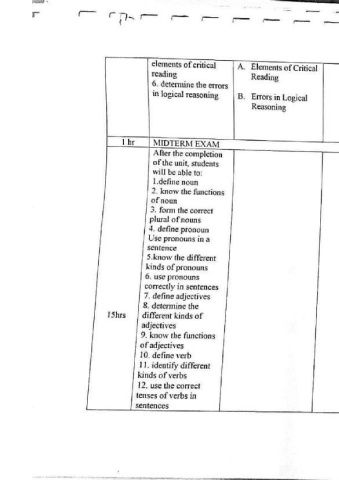 elements of critical
reading
6. determine the errors
in logical reasoning
A. Elements of Critical
Reading
B. Errors in Logical
Reasoning
1 hr
MIDTERM EXAM
15hrs
After the completion
of the unit, students
will be able to:
1.define noun
2. know the functions
of noun
3. form the correct
plural of nouns
4. define pronoun
Use pronouns in a
sentence
5.know the different
kinds of pronouns
6. use pronouns
correctly in sentences
7. define adjectives
8. determine the
different kinds of
adjectives
9. know the functions
of adjectives
10. define verb
11. identify different
kinds of verbs
12. use the correct
tenses of verbs in
sentences